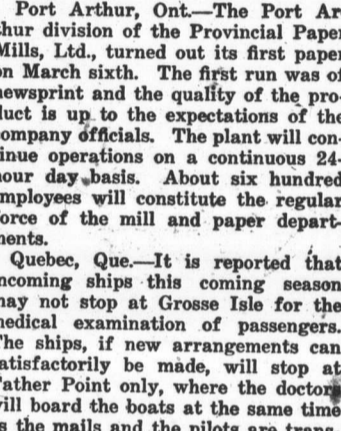 Port Arthur, Ont.—The Port Ar-
thur division of the Provincial Paper
Mills, Ltd., turned out its first paper
on March sixth. The first run was of
newsprint and the quality of the pro-
duct is up to the expectations of the
company officials. The plant will con-
tinue operations on a continuous 24-
hour day basis. About six hundred
employees will constitute the regular
force of the mill and paper depart-
ments.
Quebec, Que.—It is reported that
incoming ships this coming season
may not stop at Grosse Isle for the
medical examination of passengers.
The ships, if new arrangements can
satisfactorily be made, will stop at
Father Point only, where the doctors
will board the boats at the same time
as the mails and the pilots are trans-